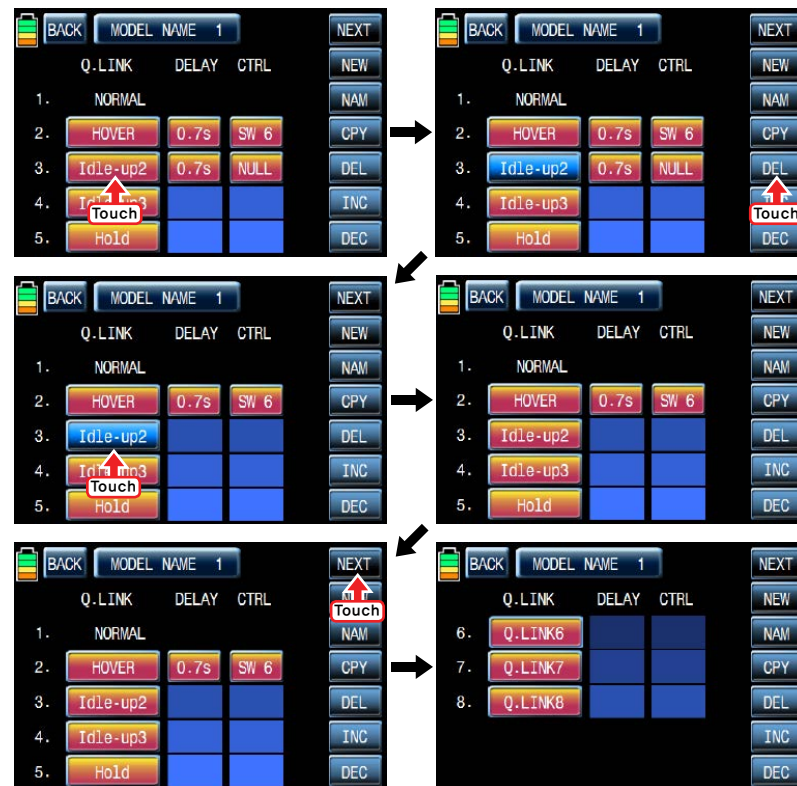 BACK MODEL NAME 1 NEXT
Q.LINK DELAY CTRL NEW
1. NORMAL NAM
2. HOVER 0.7s SW 6 CPY
3. Idle-up2 0.7s NULL DEL
4. INC
Touch
5. Hold DEC
BACK MODEL NAME 1 NEXT
Q.LINK DELAY CTRL NEW
1. NORMAL NAM
2. HOVER 0.7s SW 6 CPY
3. Idle-up2 0.7s NULL DEL
4. Idle-up3
Touch
5. Hold DEC
BACK MODEL NAME 1 NEXT
Q.LINK DELAY CTRL NEW
1. NORMAL NAM
2. HOVER 0.7s SW 6 CPY
3. Idle-up2 DEL
4. INC
Touch
5. Hold DEC
BACK MODEL NAME 1 NEXT
Q.LINK DELAY CTRL NEW
1. NORMAL NAM
2. HOVER 0.7s SW 6 CPY
3. Idle-up2 DEL
4. Idle-up3 INC
5. Hold DEC
BACK MODEL NAME 1 NEXT
Q.LINK DELAY CTRL
Touch
1. NORMAL NAM
2. HOVER 0.7s SW 6 CPY
3. Idle-up2 DEL
4. Idle-up3 INC
5. Hold DEC
BACK MODEL NAME 1 NEXT
Q.LINK DELAY CTRL NEW
6. Q.LINK6 NAM
7. Q.LINK7 CPY
8. Q.LINK8 DEL
INC
DEC